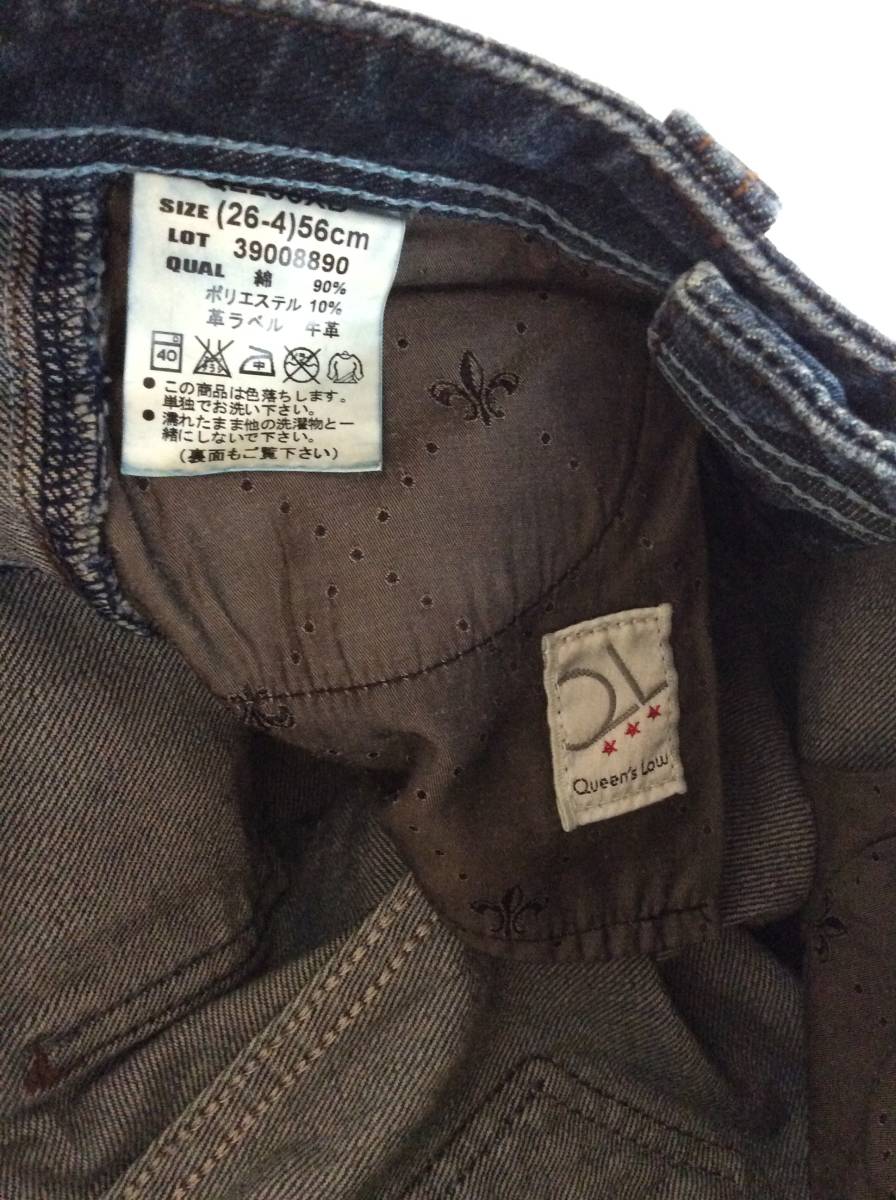 SIZE (26-4)56cm
LOT 39008890
QUAL 綿 90%
ポリエステル 10%
革ラベル 牛革
40 中
● この商品は色落ちします。
単独でお洗い下さい。
● 濡れたまま他の洗濯物と一
緒にしないで下さい。
(裏面もご覧下さい)
QL
Queen's Low